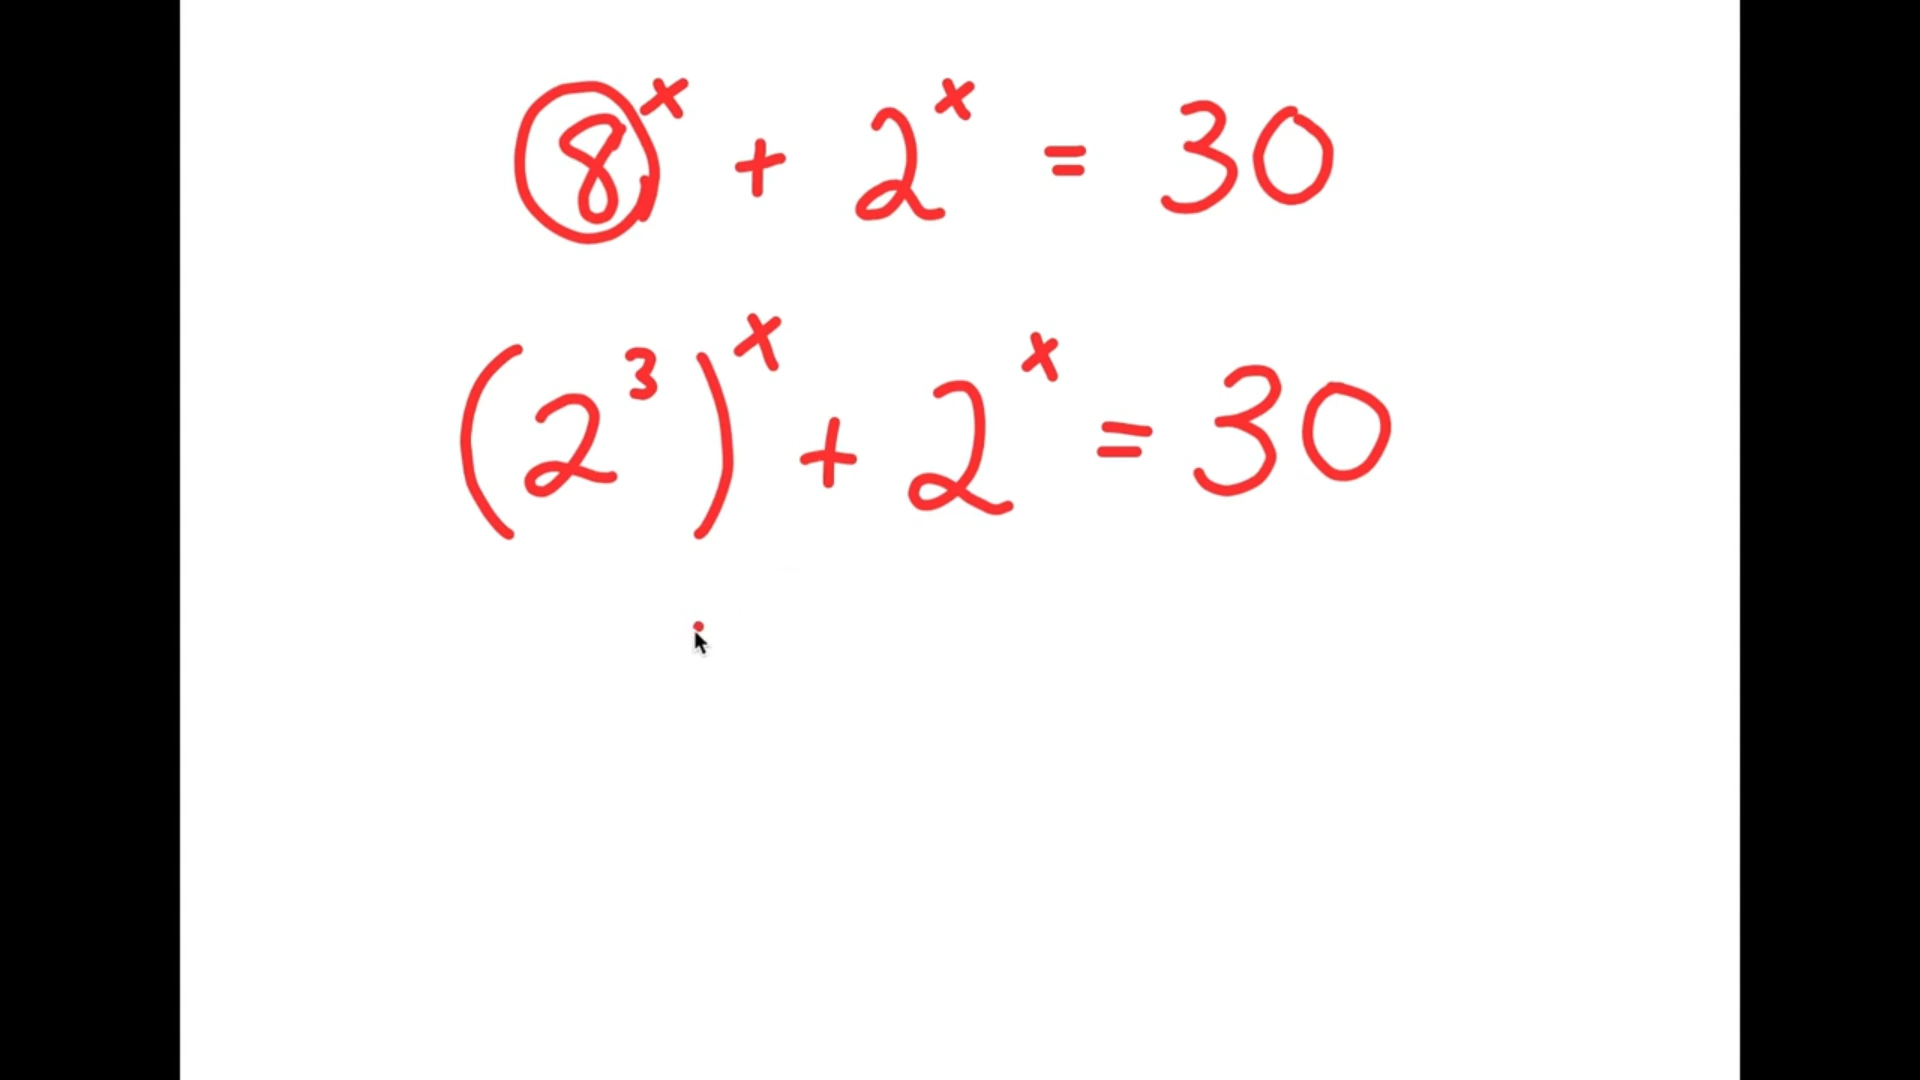 8^x + 2^x = 30
(2^3)^x + 2^x = 30